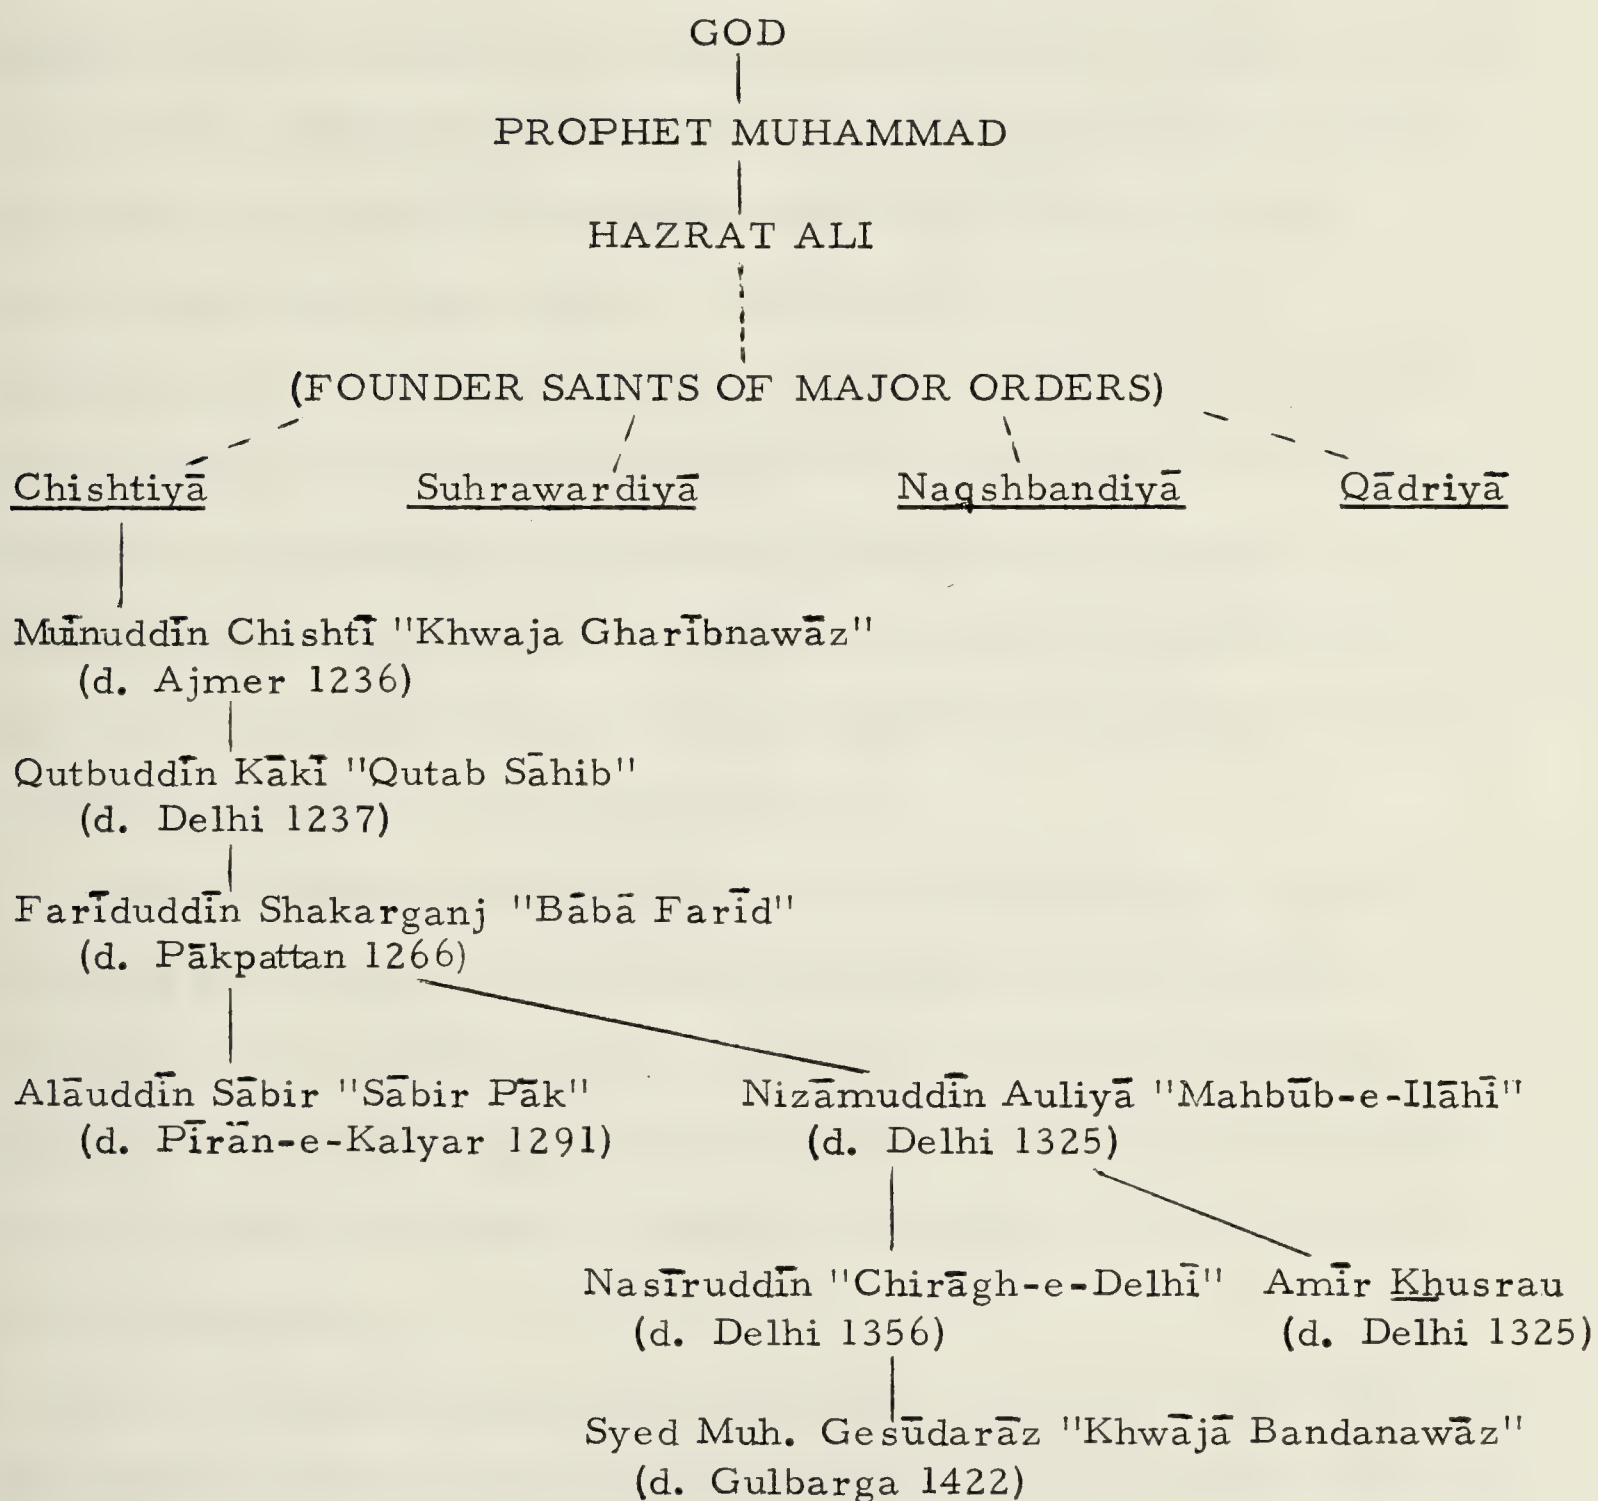 GOD
PROPHET MUHAMMAD
HAZRAT ALI
(FOUNDER SAINTS OF MAJOR ORDERS)
Chishtiyā Suhrawardiyā Naqshbandiyā Qādriyā
Muīnuddīn Chishtī "Khwaja Gharībnawāz"
(d. Ajmer 1236)
Qutbuddīn Kākī "Qutab Sāhib"
(d. Delhi 1237)
Farīduddīn Shakarganj "Bābā Farīd"
(d. Pākpattan 1266)
Alāuddīn Sābir "Sābir Pāk" Nizāmuddīn Auliyā "Mahbūb-e-Ilāhī"
(d. Pīrān-e-Kalyar 1291) (d. Delhi 1325)
Nasīruddīn "Chirāgh-e-Delhī" Amīr Khusrau
(d. Delhi 1356) (d. Delhi 1325)
Syed Muh. Gesūdarāz "Khwājā Bandanawāz"
(d. Gulbarga 1422)